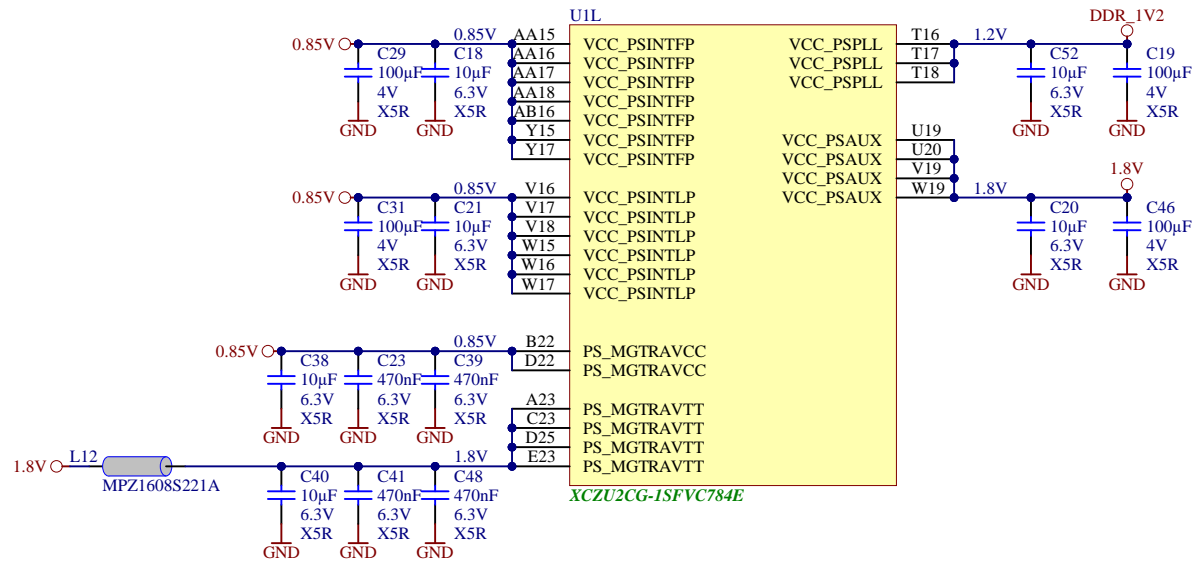 U1L
DDR_1V2
0.85V
0.85V
AA15
VCC_PSINTFP
VCC_PSPLL
T16
1.2V
AA16
VCC_PSINTFP
VCC_PSPLL
T17
AA17
VCC_PSINTFP
VCC_PSPLL
T18
AA18
VCC_PSINTFP
AB16
VCC_PSINTFP
Y15
VCC_PSINTFP
Y17
VCC_PSINTFP
C29
100µF
4V
X5R
GND
C18
10µF
6.3V
X5R
GND
C52
10µF
6.3V
X5R
GND
C19
100µF
4V
X5R
GND
VCC_PSAUX
U19
VCC_PSAUX
U20
VCC_PSAUX
V19
VCC_PSAUX
W19
1.8V
1.8V
C20
10µF
6.3V
X5R
GND
C46
100µF
4V
X5R
GND
0.85V
0.85V
V16
VCC_PSINTLP
V17
VCC_PSINTLP
V18
VCC_PSINTLP
W15
VCC_PSINTLP
W16
VCC_PSINTLP
W17
VCC_PSINTLP
C31
100µF
4V
X5R
GND
C21
10µF
6.3V
X5R
GND
0.85V
0.85V
B22
PS_MGTRAVCC
D22
PS_MGTRAVCC
C38
10µF
6.3V
X5R
GND
C23
470nF
6.3V
X5R
GND
C39
470nF
6.3V
X5R
GND
A23
PS_MGTRAVTT
C23
PS_MGTRAVTT
D25
PS_MGTRAVTT
E23
PS_MGTRAVTT
1.8V
L12
MPZ1608S221A
1.8V
C40
10µF
6.3V
X5R
GND
C41
470nF
6.3V
X5R
GND
C48
470nF
6.3V
X5R
GND
XCZU2CG-1SFVC784E